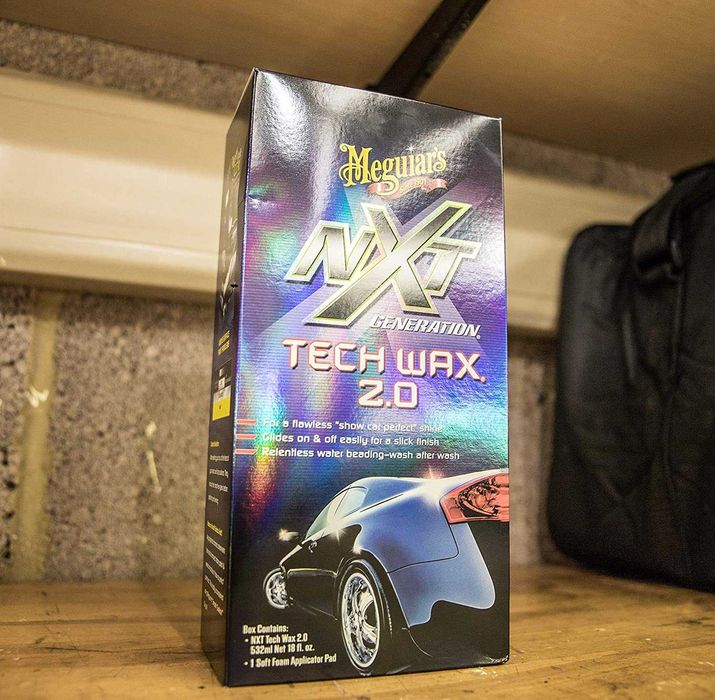 Meguiar's
NXT
GENERATION®
TECH WAX®
2.0
For a flawless "show car perfect" shine
Glides on & off easily for a slick finish
Relentless water beading-wash after wash
Box Contains:
• NXT Tech Wax 2.0
532ml Net 18 fl. oz.
• 1 Soft Foam Applicator Pad